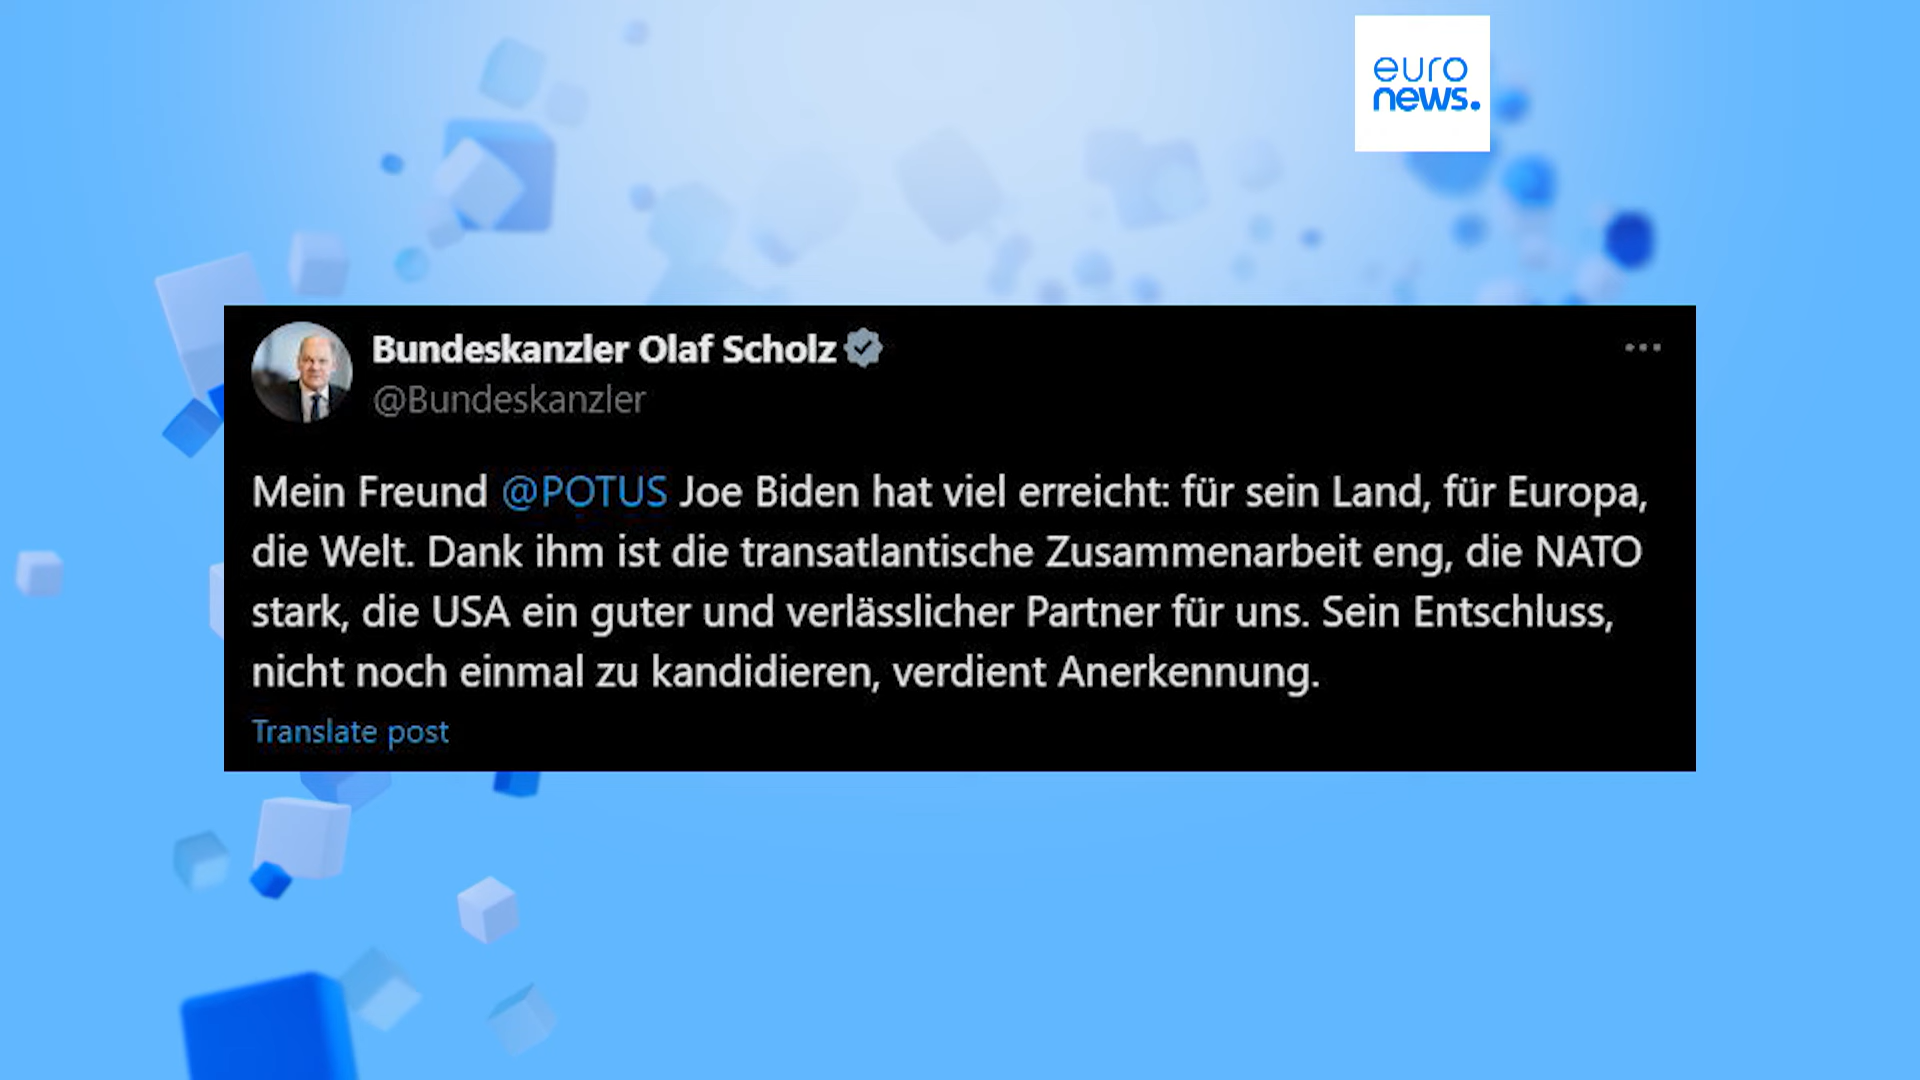 euro
news.
Bundeskanzler Olaf Scholz
@Bundeskanzler
Mein Freund @POTUS Joe Biden hat viel erreicht: für sein Land, für Europa,
die Welt. Dank ihm ist die transatlantische Zusammenarbeit eng, die NATO
stark, die USA ein guter und verlässlicher Partner für uns. Sein Entschluss,
nicht noch einmal zu kandidieren, verdient Anerkennung.
Translate post